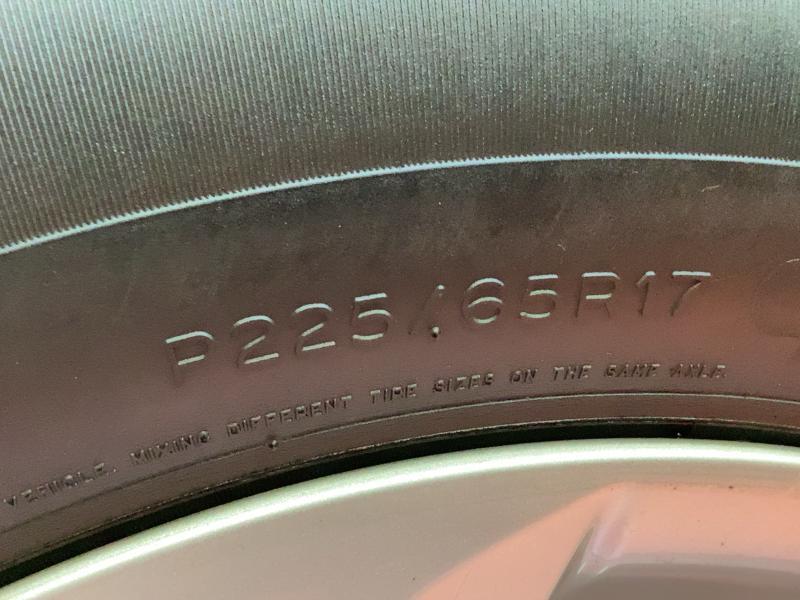 P225/65R17
VEHICLE. MIXING DIFFERENT TIRE SIZES ON THE SAME AXLE